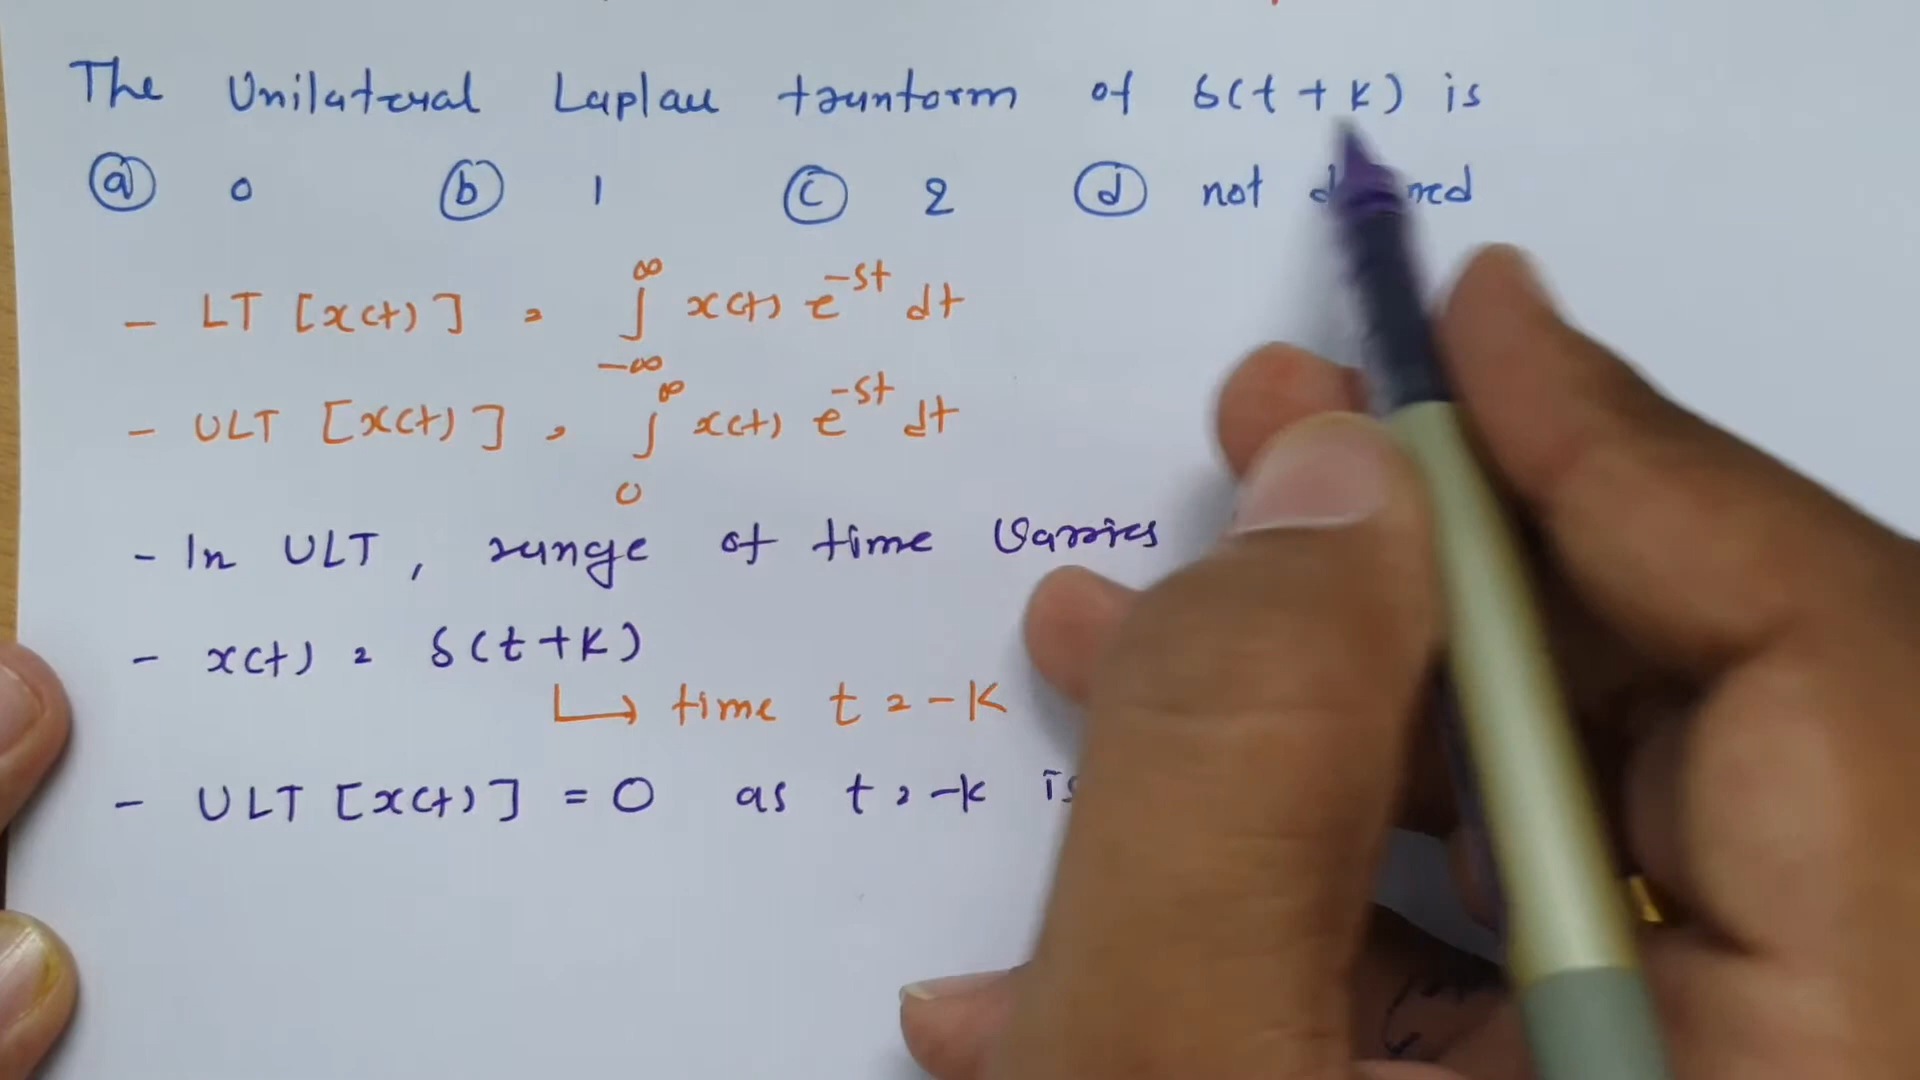 The Unilateral Laplace transform of δ(t + k) is
(a) 0 (b) 1 (c) 2 (d) not
- LT [x(t)] = ∫_{-∞}^{∞} x(t) e^{-st} dt
- ULT [x(t)] = ∫_{0}^{∞} x(t) e^{-st} dt
- In ULT, range of time varies
- x(t) = δ(t+k)
↳ time t = -k
- ULT [x(t)] = 0 as t = -k is